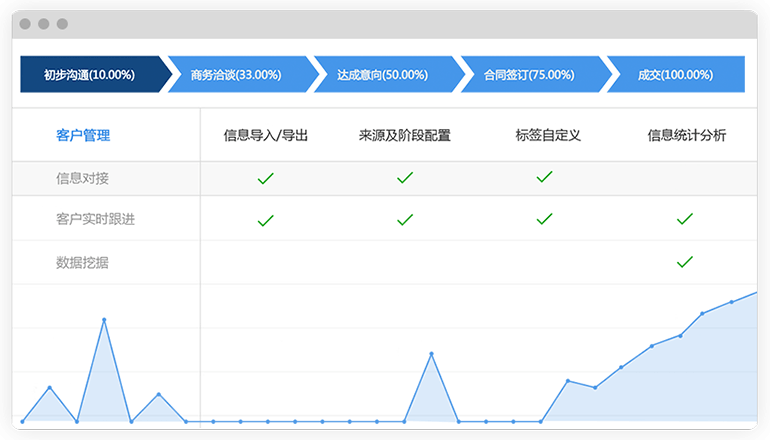 初步沟通(10.00%) 商务洽谈(33.00%) 达成意向(50.00%) 合同签订(75.00%) 成交(100.00%)
客户管理 信息导入/导出 来源及阶段配置 标签自定义 信息统计分析
信息对接
客户实时跟进
数据挖掘